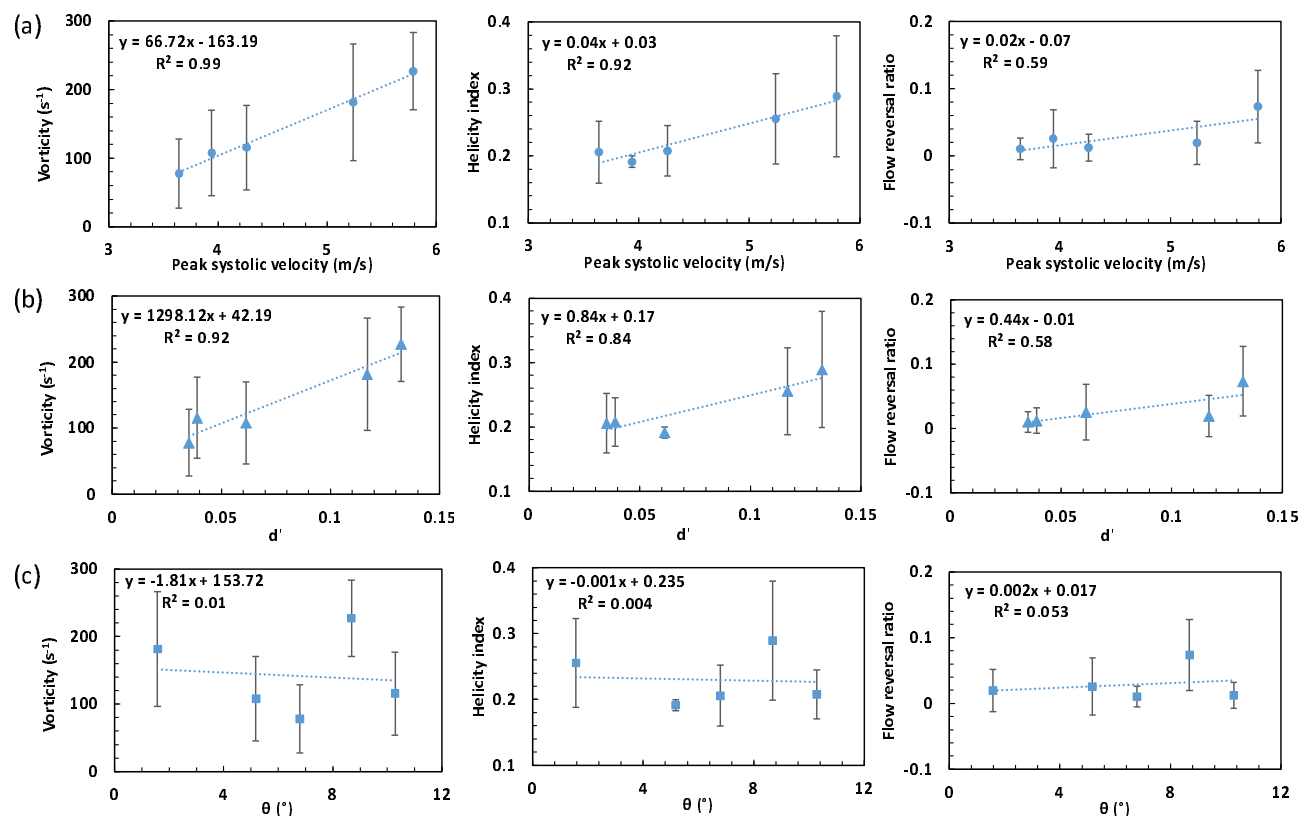 (a)
300
200
100
0
Vorticity (s⁻¹)
y = 66.72x - 163.19
R² = 0.99
3 4 5 6
Peak systolic velocity (m/s)
0.4
0.3
0.2
0.1
Helicity index
y = 0.04x + 0.03
R² = 0.92
3 4 5 6
Peak systolic velocity (m/s)
0.2
0.1
0
-0.1
Flow reversal ratio
y = 0.02x - 0.07
R² = 0.59
3 4 5 6
Peak systolic velocity (m/s)
(b)
300
200
100
0
Vorticity (s⁻¹)
y = 1298.12x + 42.19
R² = 0.92
0 0.05 0.1 0.15
d'
0.4
0.3
0.2
0.1
Helicity index
y = 0.84x + 0.17
R² = 0.84
0 0.05 0.1 0.15
d'
0.2
0.1
0
-0.1
Flow reversal ratio
y = 0.44x - 0.01
R² = 0.58
0 0.05 0.1 0.15
d'
(c)
300
200
100
0
Vorticity (s⁻¹)
y = -1.81x + 153.72
R² = 0.01
0 4 8 12
θ (°)
0.4
0.3
0.2
0.1
Helicity index
y = -0.001x + 0.235
R² = 0.004
0 4 8 12
θ (°)
0.2
0.1
0
-0.1
Flow reversal ratio
y = 0.002x + 0.017
R² = 0.053
0 4 8 12
θ (°)